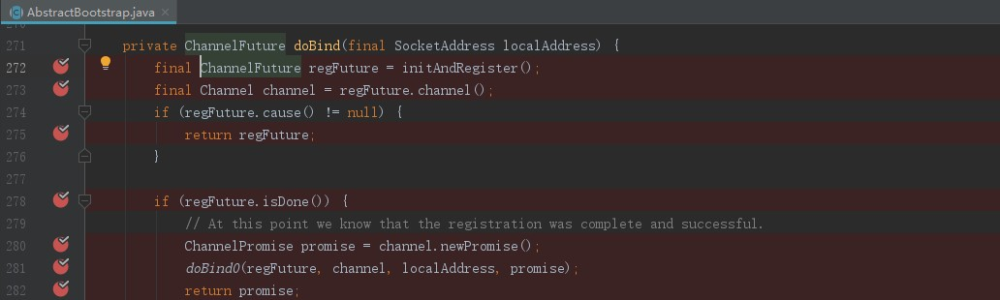 AbstractBootstrap.java ×
271 private ChannelFuture doBind(final SocketAddress localAddress) {
272 final ChannelFuture regFuture = initAndRegister();
273 final Channel channel = regFuture.channel();
274 if (regFuture.cause() != null) {
275 return regFuture;
276 }
277
278 if (regFuture.isDone()) {
279 // At this point we know that the registration was complete and successful.
280 ChannelPromise promise = channel.newPromise();
281 doBind0(regFuture, channel, localAddress, promise);
282 return promise;